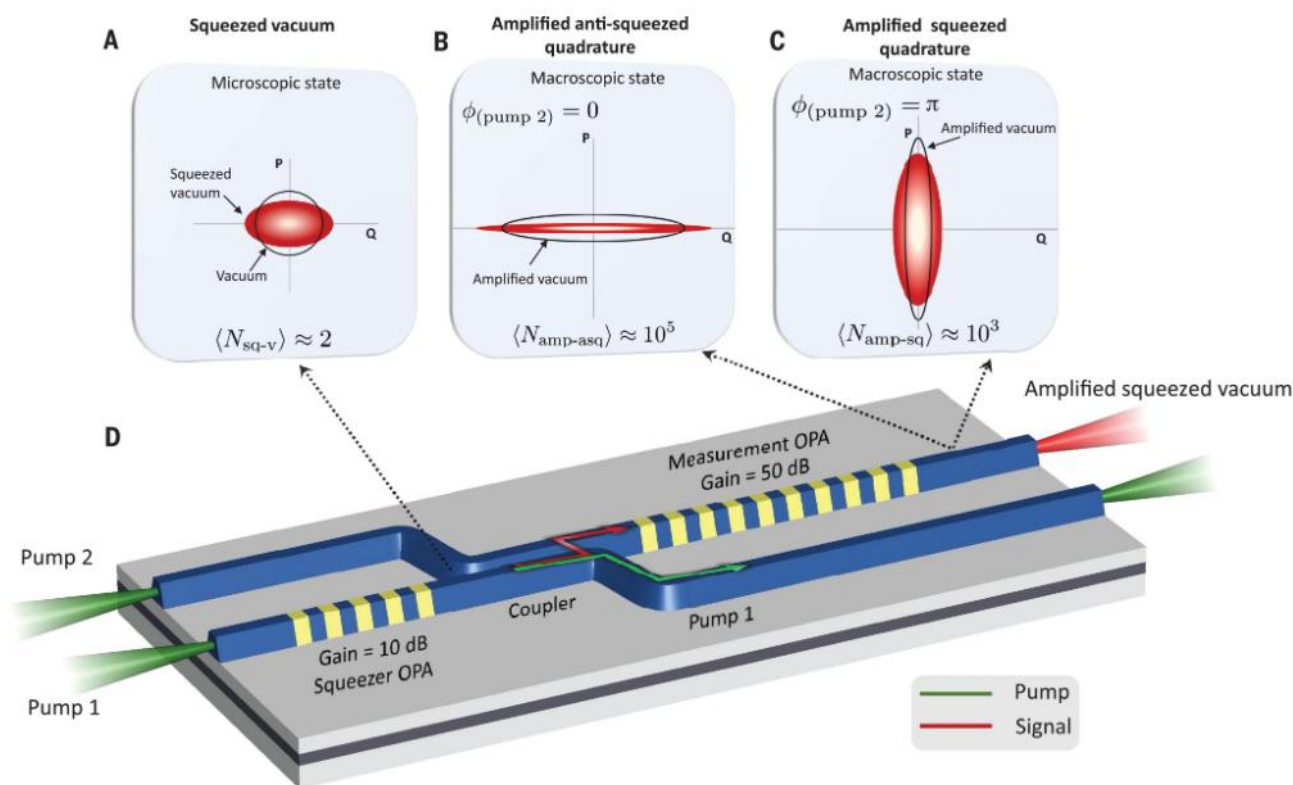 A
Squeezed vacuum
Microscopic state
P
Squeezed
vacuum
Q
Vacuum
⟨N_sq-v⟩ ≈ 2
B
Amplified anti-squeezed
quadrature
Macroscopic state
ϕ_(pump 2) = 0
P
Q
Amplified vacuum
⟨N_amp-asq⟩ ≈ 10^5
C
Amplified squeezed
quadrature
Macroscopic state
ϕ_(pump 2) = π
P
Amplified vacuum
Q
⟨N_amp-sq⟩ ≈ 10^3
D
Amplified squeezed vacuum
Measurement OPA
Gain = 50 dB
Pump 2
Coupler
Pump 1
Gain = 10 dB
Squeezer OPA
Pump 1
Pump
Signal